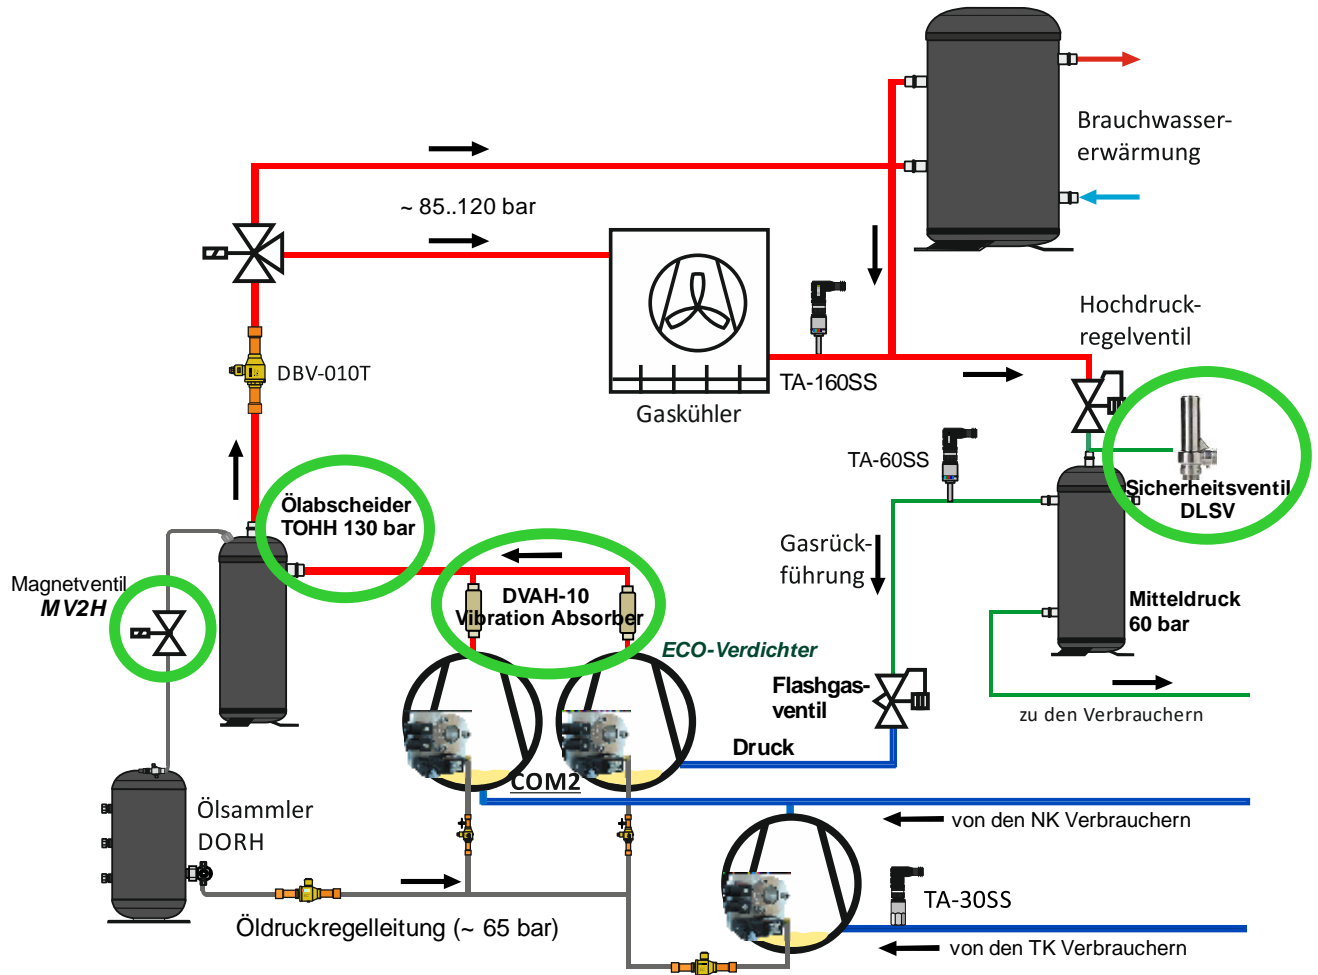 Brauchwasser-
erwärmung
~ 85..120 bar
Hochdruck-
regelventil
DBV-010T
TA-160SS
Gaskühler
TA-60SS
Sicherheitsventil
DLSV
Ölabscheider
TOHH 130 bar
Gasrück-
führung
Magnetventil
MV2H
DVAH-10
Vibration Absorber
Mitteldruck
60 bar
ECO-Verdichter
Flashgas-
ventil
zu den Verbrauchern
Druck
COM2
Ölsammler
DORH
von den NK Verbrauchern
TA-30SS
Öldruckregelleitung (~ 65 bar)
von den TK Verbrauchern